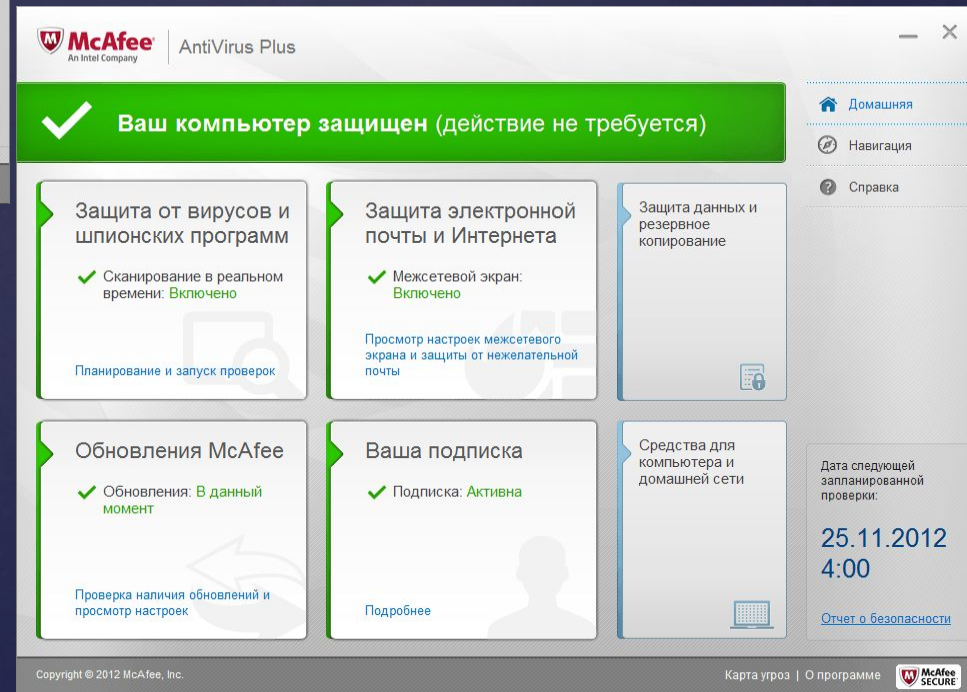 McAfee
An Intel Company
AntiVirus Plus
Ваш компьютер защищен (действие не требуется)
Домашняя
Навигация
Справка
Защита от вирусов и
шпионских программ
Сканирование в реальном
времени: Включено
Планирование и запуск проверок
Защита электронной
почты и Интернета
Межсетевой экран:
Включено
Просмотр настроек межсетевого
экрана и защиты от нежелательной
почты
Защита данных и
резервное
копирование
Обновления McAfee
Обновления: В данный
момент
Проверка наличия обновлений и
просмотр настроек
Ваша подписка
Подписка: Активна
Подробнее
Средства для
компьютера и
домашней сети
Дата следующей
запланированной
проверки:
25.11.2012
4:00
Отчет о безопасности
Copyright © 2012 McAfee, Inc.
Карта угроз | О программе
McAfee
SECURE